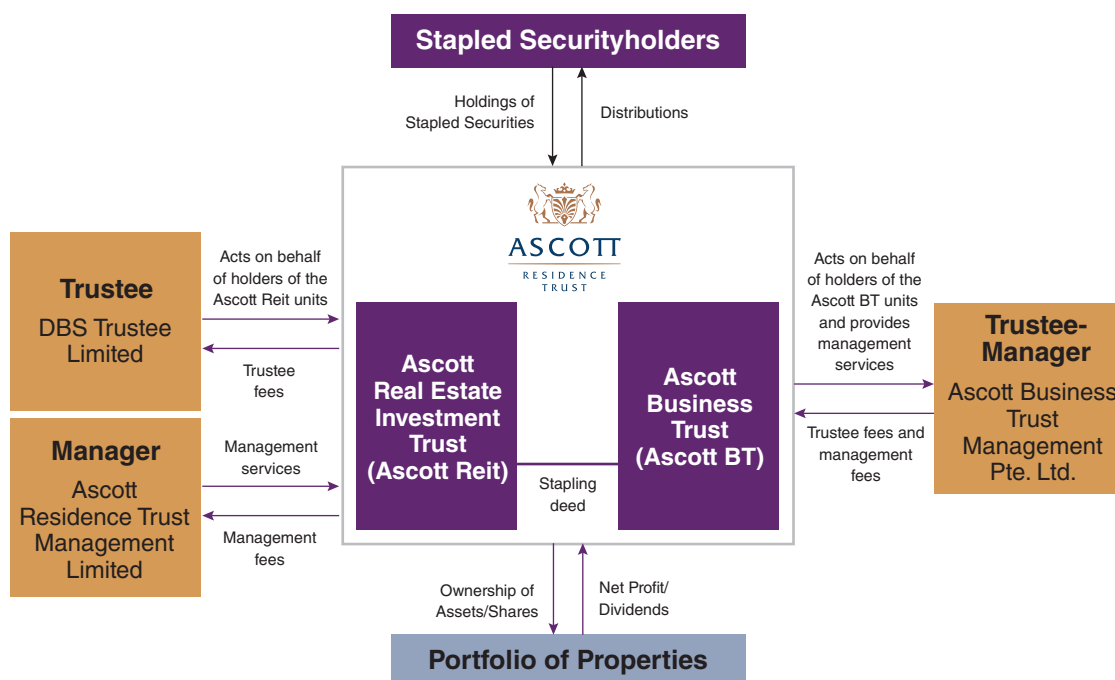 Stapled Securityholders
Holdings of
Stapled Securities
Distributions
ASCOTT
RESIDENCE
TRUST
Trustee
DBS Trustee
Limited
Acts on behalf
of holders of the
Ascott Reit units
Trustee
fees
Manager
Ascott
Residence Trust
Management
Limited
Management
services
Management
fees
Ascott
Real Estate
Investment
Trust
(Ascott Reit)
Stapling
deed
Ascott
Business
Trust
(Ascott BT)
Acts on behalf
of holders of the
Ascott BT units
and provides
management
services
Trustee fees and
management
fees
Trustee-
Manager
Ascott Business
Trust
Management
Pte. Ltd.
Ownership of
Assets/Shares
Net Profit/
Dividends
Portfolio of Properties